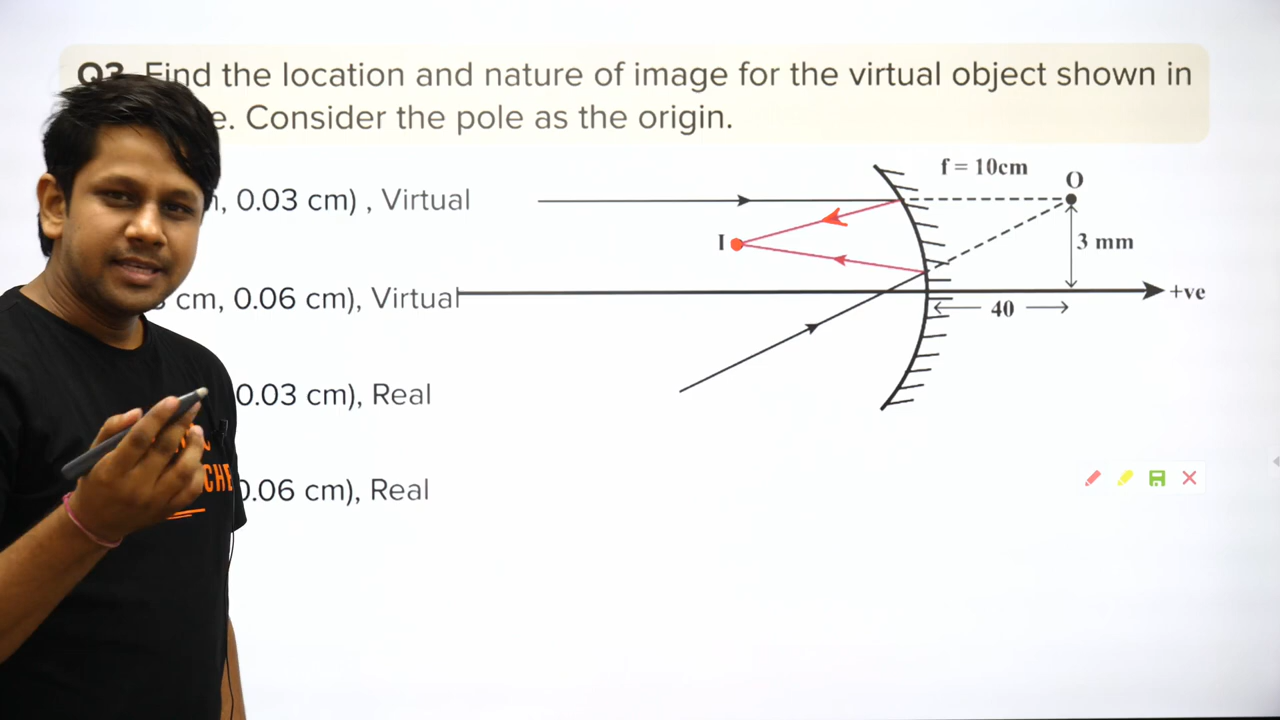 Find the location and nature of image for the virtual object shown in
e. Consider the pole as the origin.
f = 10cm
O
, 0.03 cm) , Virtual
I
3 mm
cm, 0.06 cm), Virtual
+ve
40
0.03 cm), Real
CHE
0.06 cm), Real